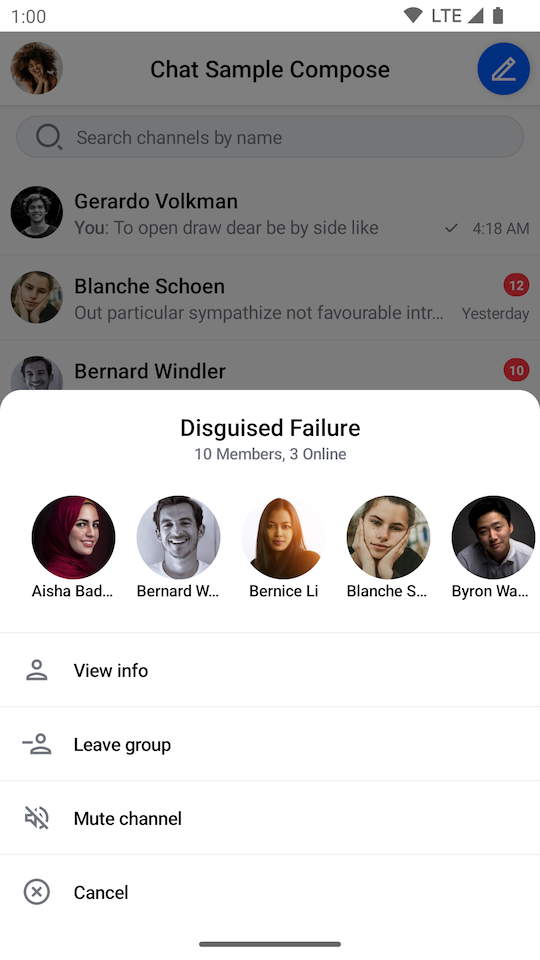 1:00
LTE
Chat Sample Compose
Search channels by name
Gerardo Volkman
You: To open draw dear be by side like
4:18 AM
Blanche Schoen
12
Out particular sympathize not favourable intr...
Yesterday
Bernard Windler
10
Disguised Failure
10 Members, 3 Online
Aisha Bad...
Bernard W...
Bernice Li
Blanche S...
Byron Wa...
View info
Leave group
Mute channel
Cancel